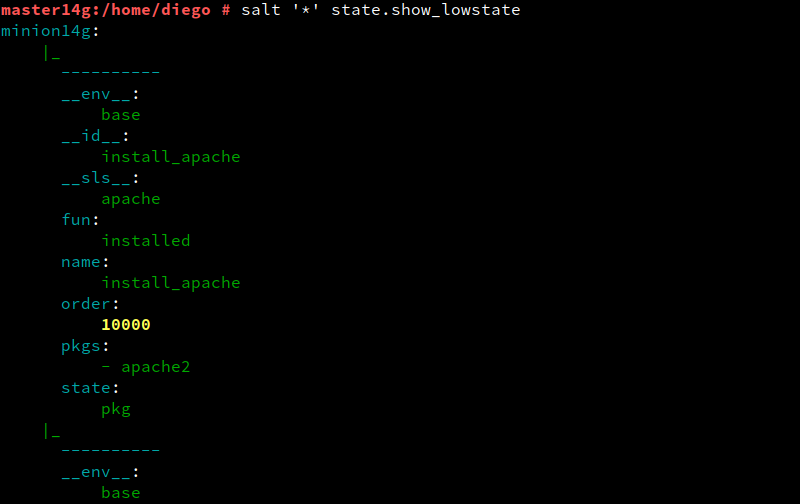 master14g:/home/diego # salt '*' state.show_lowstate
minion14g:
    |_
      ----------
      __env__:
          base
      __id__:
          install_apache
      __sls__:
          apache
      fun:
          installed
      name:
          install_apache
      order:
          10000
      pkgs:
          - apache2
      state:
          pkg
    |_
      ----------
      __env__:
          base